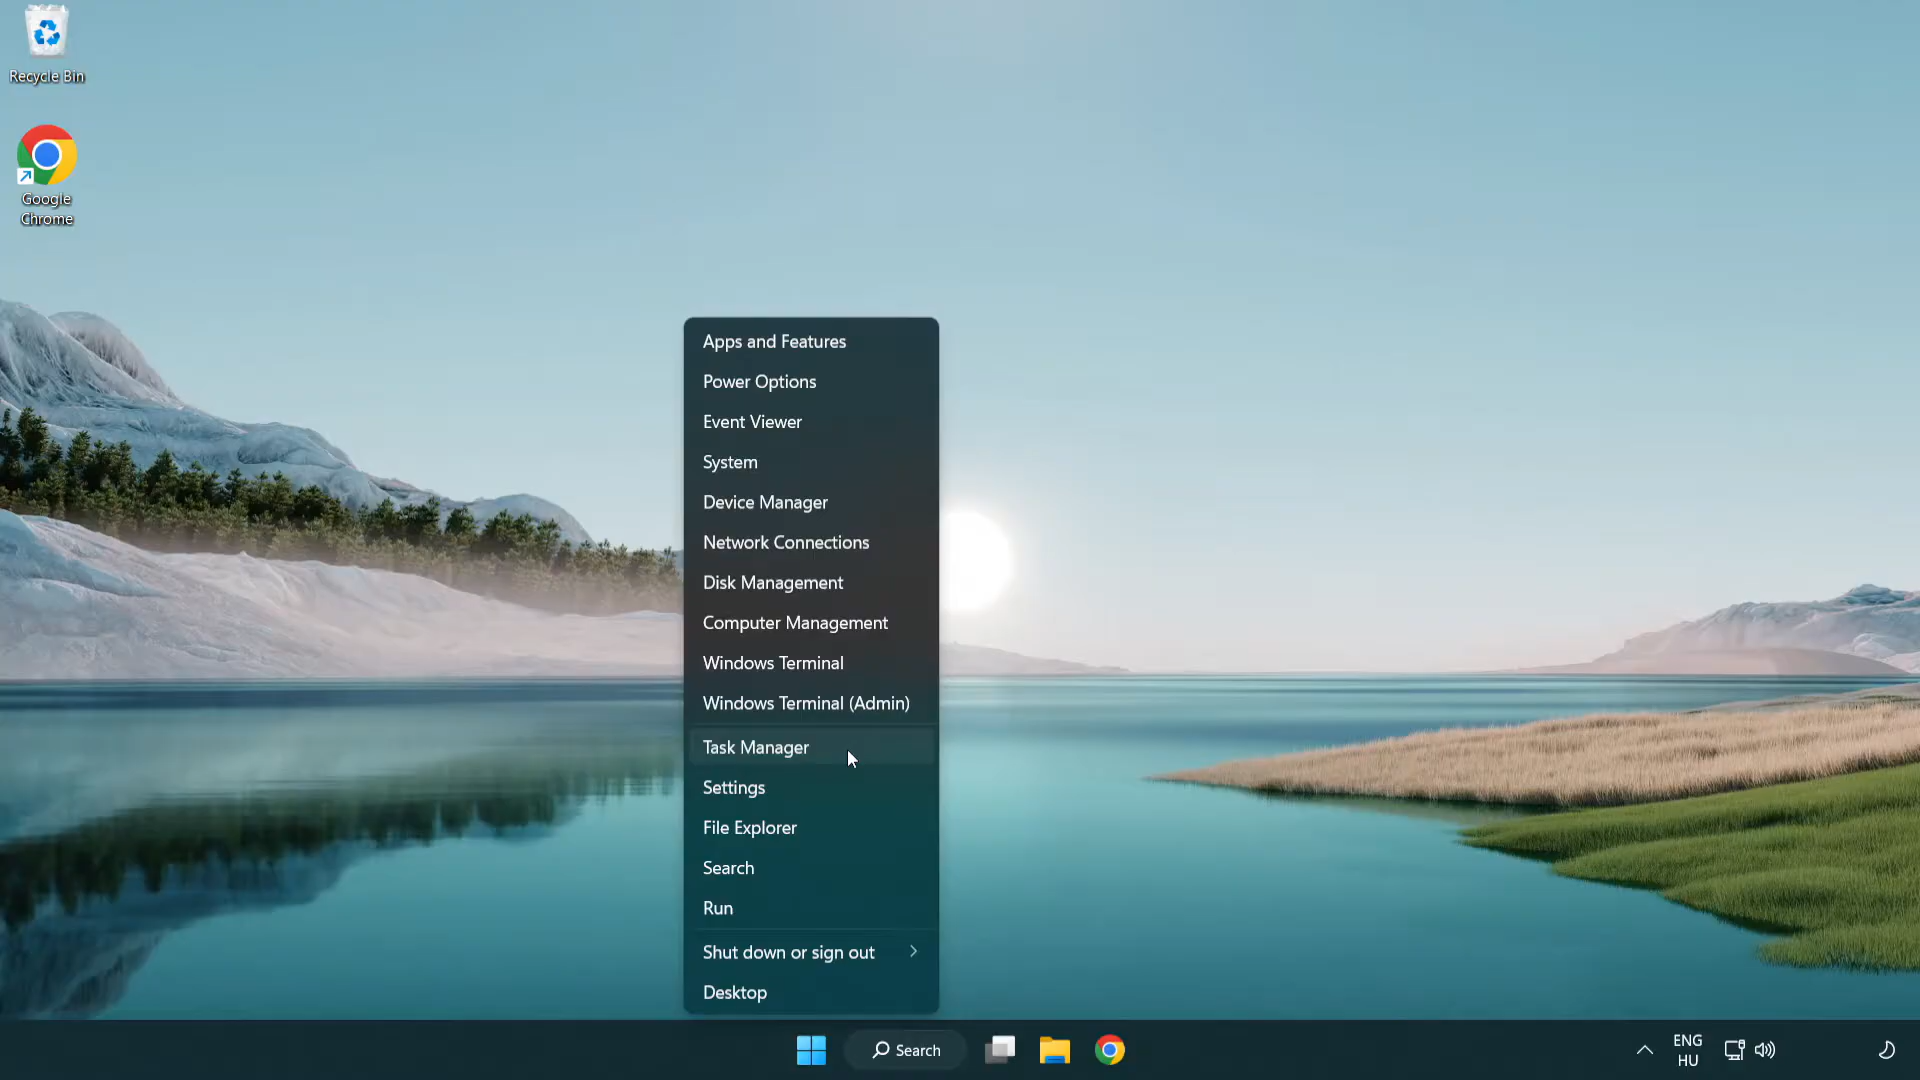 Recycle Bin
Google
Chrome
Apps and Features
Power Options
Event Viewer
System
Device Manager
Network Connections
Disk Management
Computer Management
Windows Terminal
Windows Terminal (Admin)
Task Manager
Settings
File Explorer
Search
Run
Shut down or sign out
Desktop
Search
ENG
HU